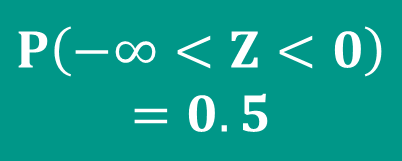 P(−∞ < Z < 0)
= 0.5